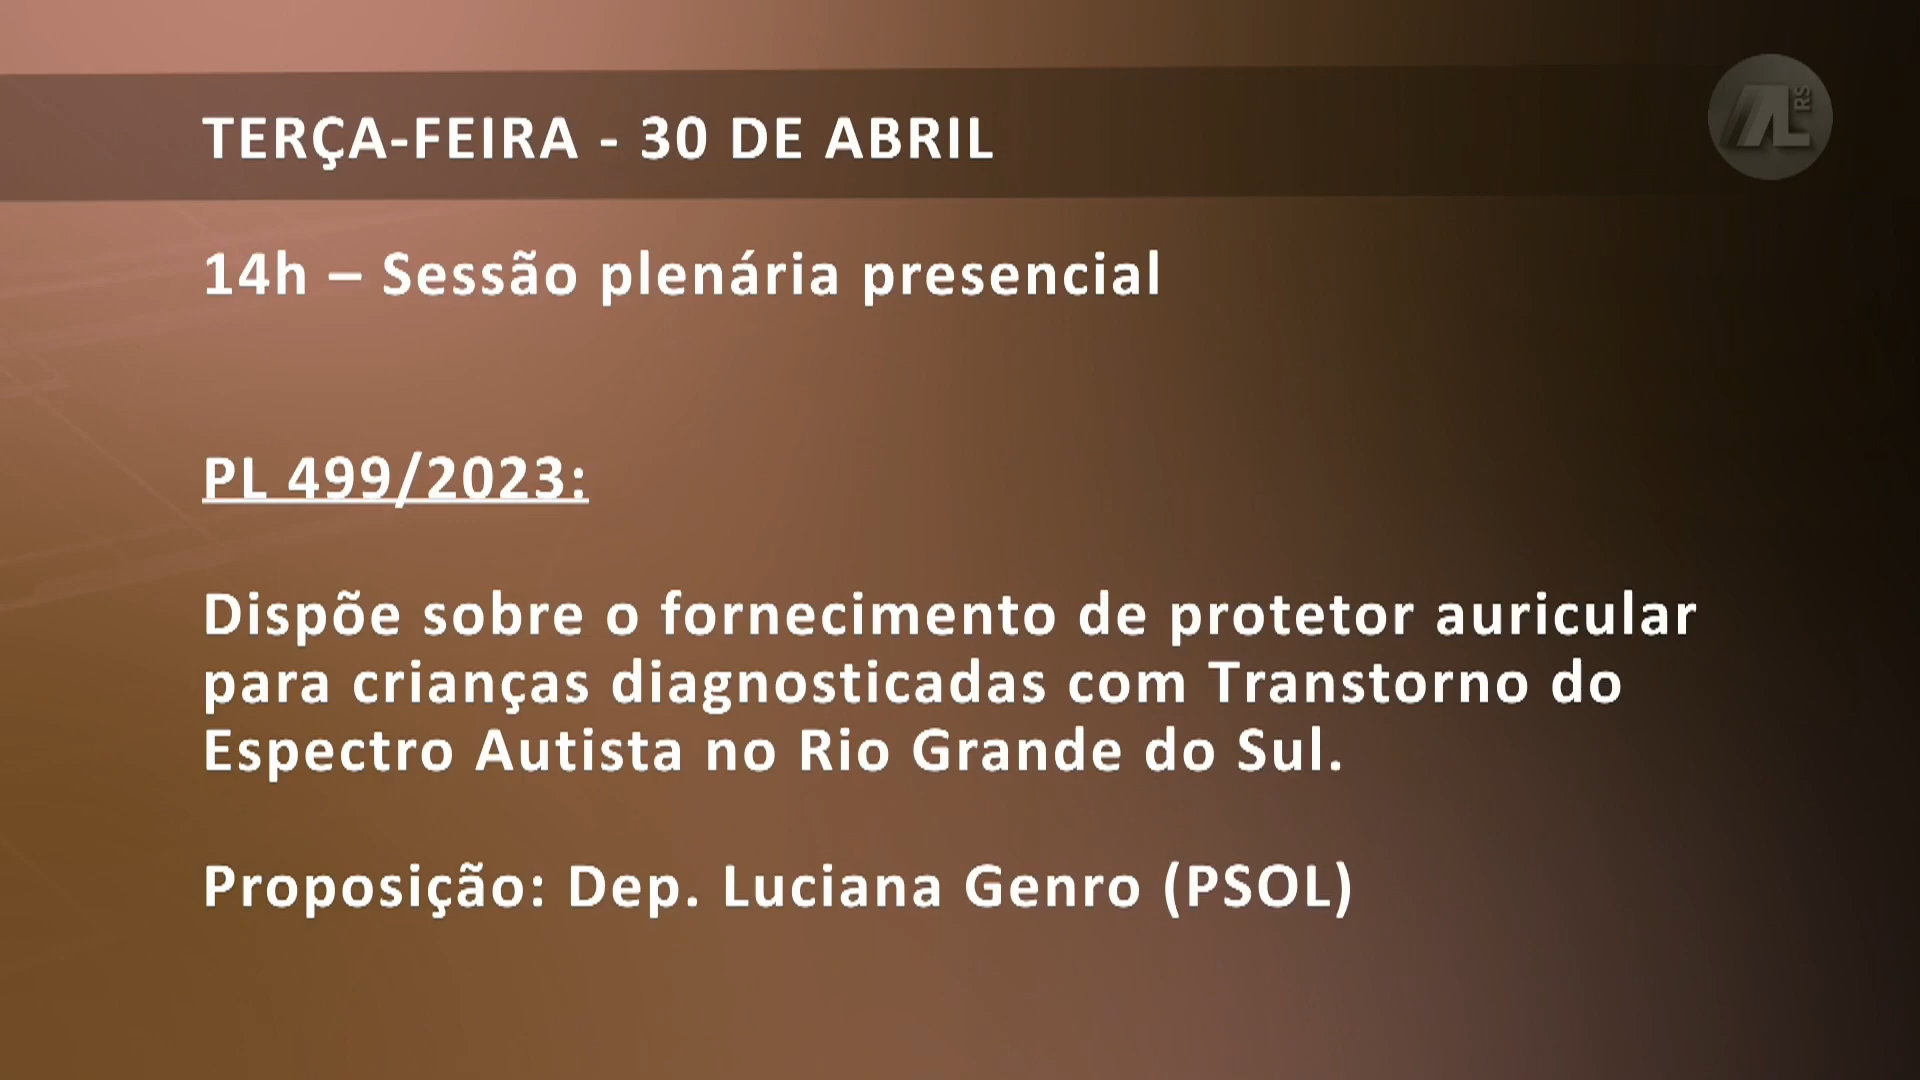 TERÇA-FEIRA - 30 DE ABRIL
AL RS
14h – Sessão plenária presencial
PL 499/2023:
Dispõe sobre o fornecimento de protetor auricular
para crianças diagnosticadas com Transtorno do
Espectro Autista no Rio Grande do Sul.
Proposição: Dep. Luciana Genro (PSOL)